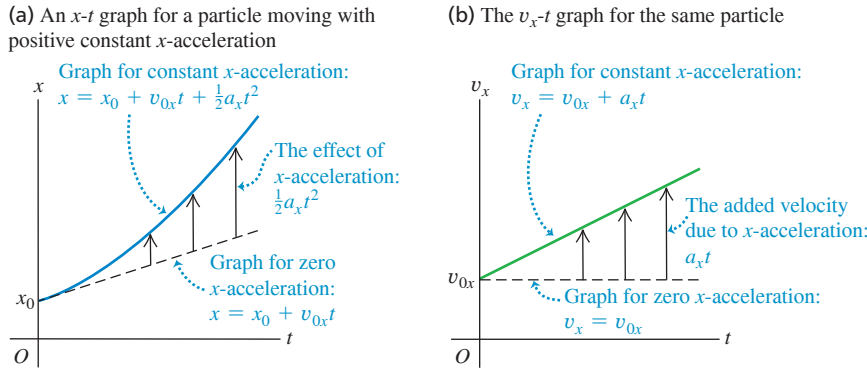 (a) An x-t graph for a particle moving with
positive constant x-acceleration
x
Graph for constant x-acceleration:
x = x₀ + v₀ₓt + ½aₓt²
The effect of
x-acceleration:
½aₓt²
Graph for zero
x-acceleration:
x = x₀ + v₀ₓt
x₀
O
t
(b) The vₓ-t graph for the same particle
vₓ
Graph for constant x-acceleration:
vₓ = v₀ₓ + aₓt
The added velocity
due to x-acceleration:
aₓt
v₀ₓ
Graph for zero x-acceleration:
vₓ = v₀ₓ
O
t